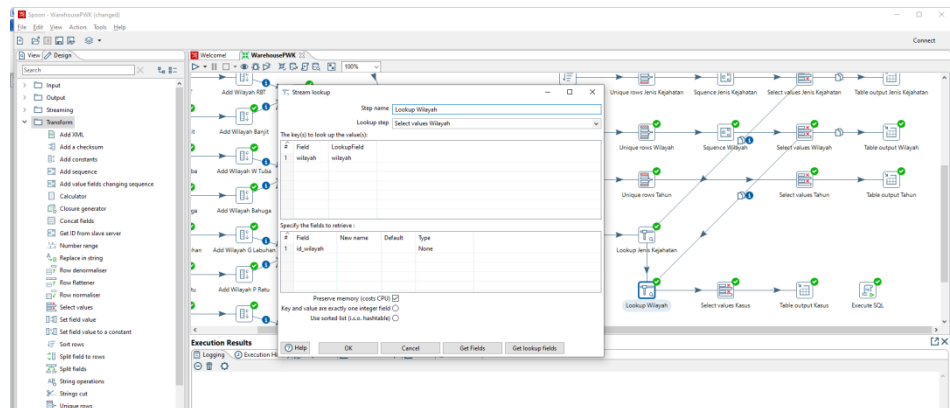 Spoon - WarehousePWK (changed)
File Edit View Action Tools Help
Connect
View Design
Welcome! WarehousePWK
Search
100%
Input
Output
Streaming
Transform
Add XML
Add a checksum
Add constants
Add sequence
Add value fields changing sequence
Calculator
Closure generator
Concat fields
Get ID from slave server
Number range
Replace in string
Row denormaliser
Row flattener
Row normaliser
Select values
Set field value
Set field value to a constant
Sort rows
Split field to rows
Split fields
String operations
Strings cut
Unique rows
Add Wilayah RBT
Add Wilayah Banjit
Add Wilayah W Tuba
Add Wilayah Bahuga
Add Wilayah G Labuhan
Add Wilayah P Ratu
Stream lookup
Step name Lookup Wilayah
Lookup step Select values Wilayah
The key(s) to look up the value(s):
# Field LookupField
1 wilayah wilayah
Specify the fields to retrieve :
# Field New name Default Type
1 id_wilayah None
Preserve memory (costs CPU)
Key and value are exactly one integer field
Use sorted list (i.s.o. hashtable)
Help OK Cancel Get Fields Get lookup fields
Unique rows Jenis Kejahatan Squence Jenis Kejahatan Select values Jenis Kejahatan Table output Jenis Kejahatan
Unique rows Wilayah Squence Wilayah Select values Wilayah Table output Wilayah
Unique rows Tahun Select values Tahun Table output Tahun
Lookup Jenis Kejahatan
Lookup Wilayah Select values Kasus Table output Kasus Execute SQL
Execution Results
Logging Execution Hi